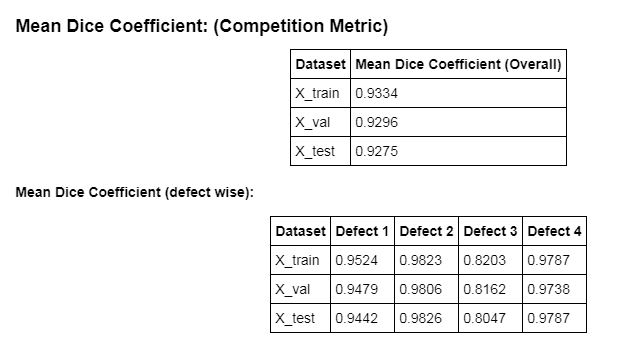 Mean Dice Coefficient: (Competition Metric)
Dataset Mean Dice Coefficient (Overall)
X_train 0.9334
X_val 0.9296
X_test 0.9275
Mean Dice Coefficient (defect wise):
Dataset Defect 1 Defect 2 Defect 3 Defect 4
X_train 0.9524 0.9823 0.8203 0.9787
X_val 0.9479 0.9806 0.8162 0.9738
X_test 0.9442 0.9826 0.8047 0.9787